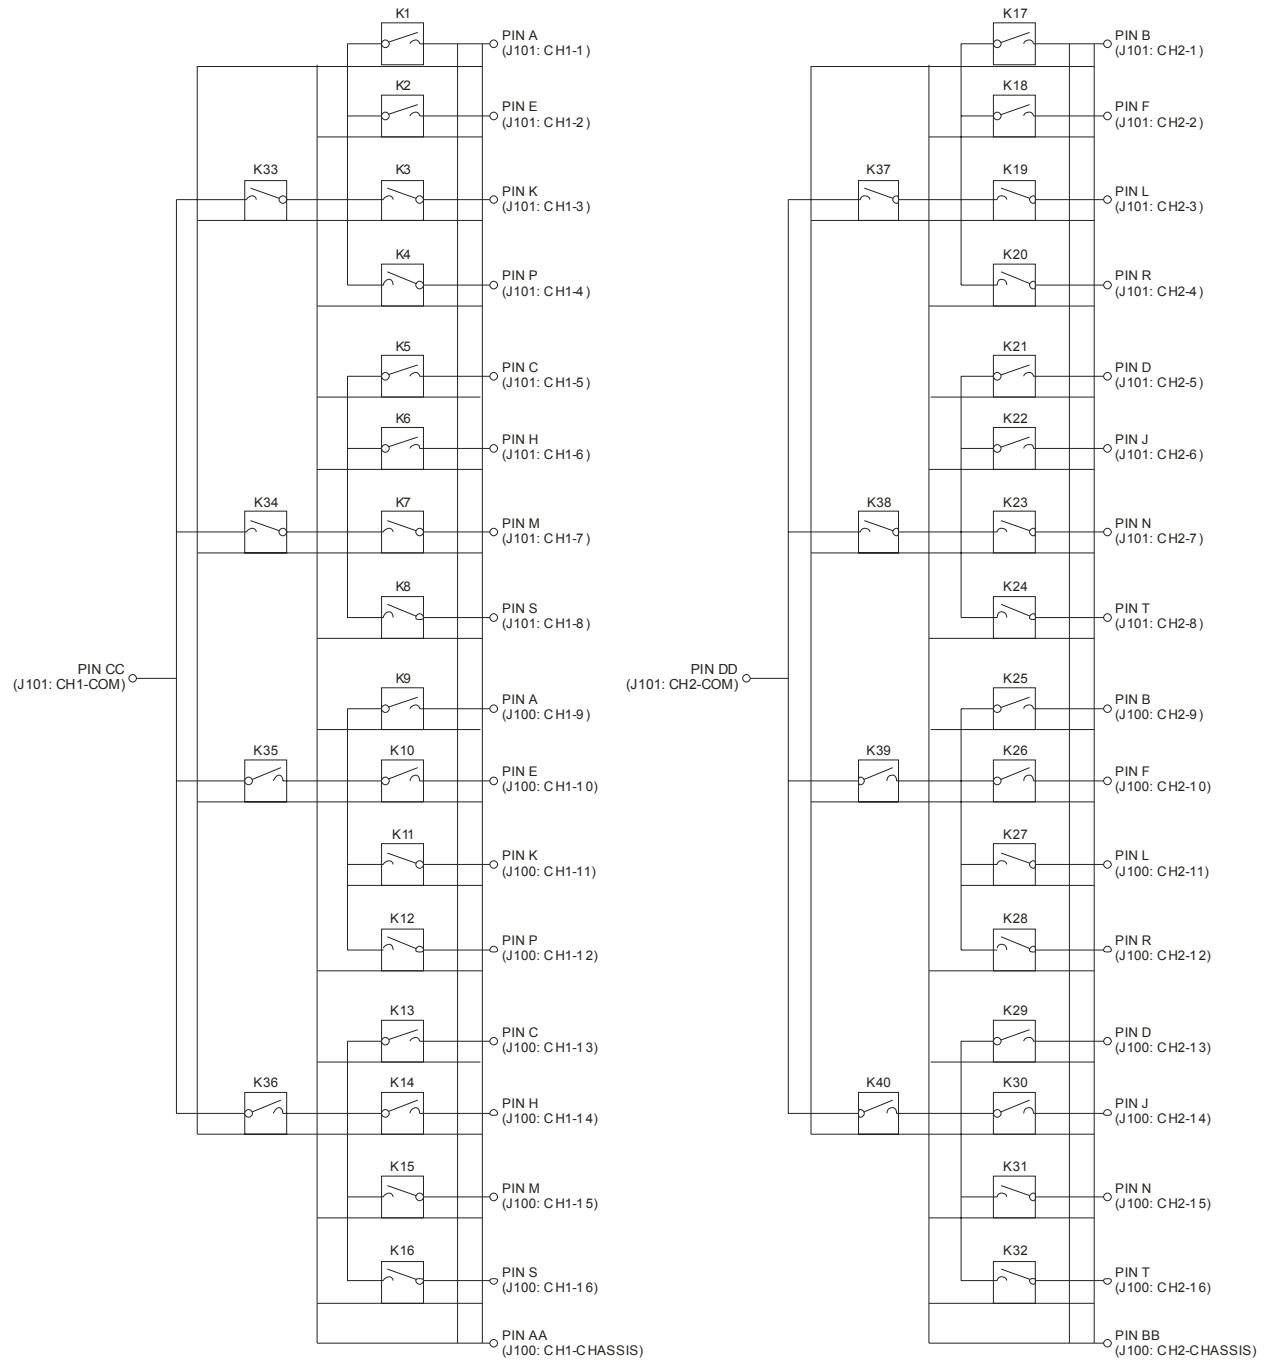 K1
PIN A
(J101: CH1-1)
K2
PIN E
(J101: CH1-2)
K33
K3
PIN K
(J101: CH1-3)
K4
PIN P
(J101: CH1-4)
K5
PIN C
(J101: CH1-5)
K6
PIN H
(J101: CH1-6)
K34
K7
PIN M
(J101: CH1-7)
K8
PIN S
(J101: CH1-8)
PIN CC
(J101: CH1-COM)
K9
PIN A
(J100: CH1-9)
K35
K10
PIN E
(J100: CH1-10)
K11
PIN K
(J100: CH1-11)
K12
PIN P
(J100: CH1-12)
K13
PIN C
(J100: CH1-13)
K36
K14
PIN H
(J100: CH1-14)
K15
PIN M
(J100: CH1-15)
K16
PIN S
(J100: CH1-16)
PIN AA
(J100: CH1-CHASSIS)
K17
PIN B
(J101: CH2-1)
K18
PIN F
(J101: CH2-2)
K37
K19
PIN L
(J101: CH2-3)
K20
PIN R
(J101: CH2-4)
K21
PIN D
(J101: CH2-5)
K22
PIN J
(J101: CH2-6)
K38
K23
PIN N
(J101: CH2-7)
K24
PIN T
(J101: CH2-8)
PIN DD
(J101: CH2-COM)
K25
PIN B
(J100: CH2-9)
K39
K26
PIN F
(J100: CH2-10)
K27
PIN L
(J100: CH2-11)
K28
PIN R
(J100: CH2-12)
K29
PIN D
(J100: CH2-13)
K40
K30
PIN J
(J100: CH2-14)
K31
PIN N
(J100: CH2-15)
K32
PIN T
(J100: CH2-16)
PIN BB
(J100: CH2-CHASSIS)